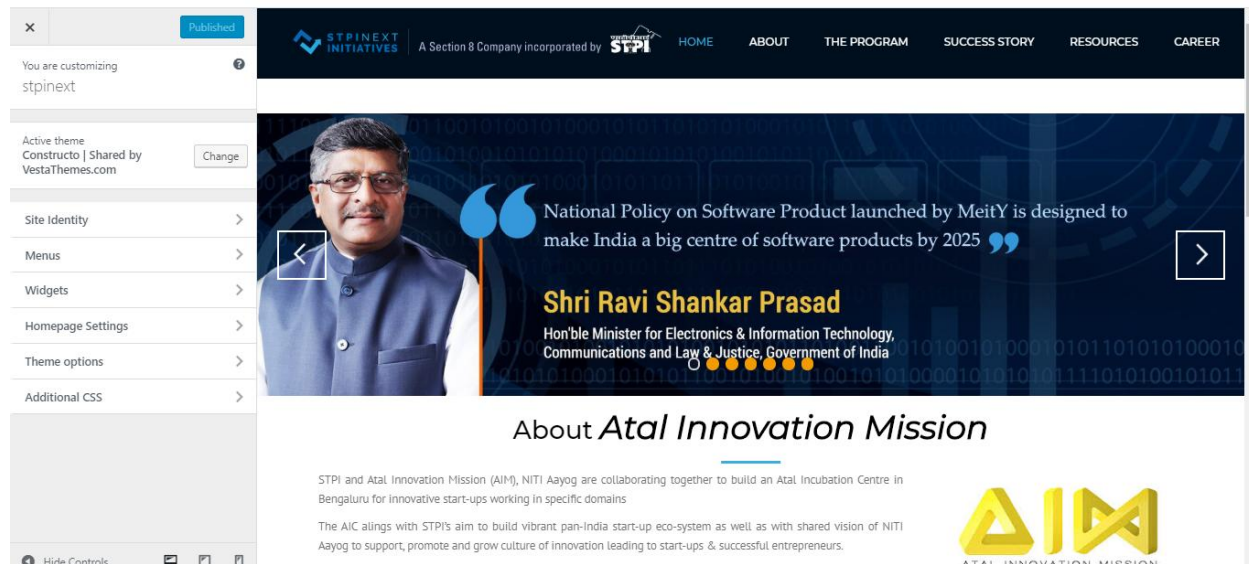 Published
You are customizing
stpinext
Active theme
Constructo | Shared by
VestaThemes.com
Change
Site Identity
Menus
Widgets
Homepage Settings
Theme options
Additional CSS
Hide Controls
STPINEXT
INITIATIVES
A Section 8 Company incorporated by
STPI
HOME ABOUT THE PROGRAM SUCCESS STORY RESOURCES CAREER
National Policy on Software Product launched by MeitY is designed to
make India a big centre of software products by 2025
Shri Ravi Shankar Prasad
Hon'ble Minister for Electronics & Information Technology,
Communications and Law & Justice, Government of India
About Atal Innovation Mission
STPI and Atal Innovation Mission (AIM), NITI Aayog are collaborating together to build an Atal Incubation Centre in
Bengaluru for innovative start-ups working in specific domains
The AIC alings with STPI's aim to build vibrant pan-India start-up eco-system as well as with shared vision of NITI
Aayog to support, promote and grow culture of innovation leading to start-ups & successful entrepreneurs.
AIM
ATAL INNOVATION MISSION